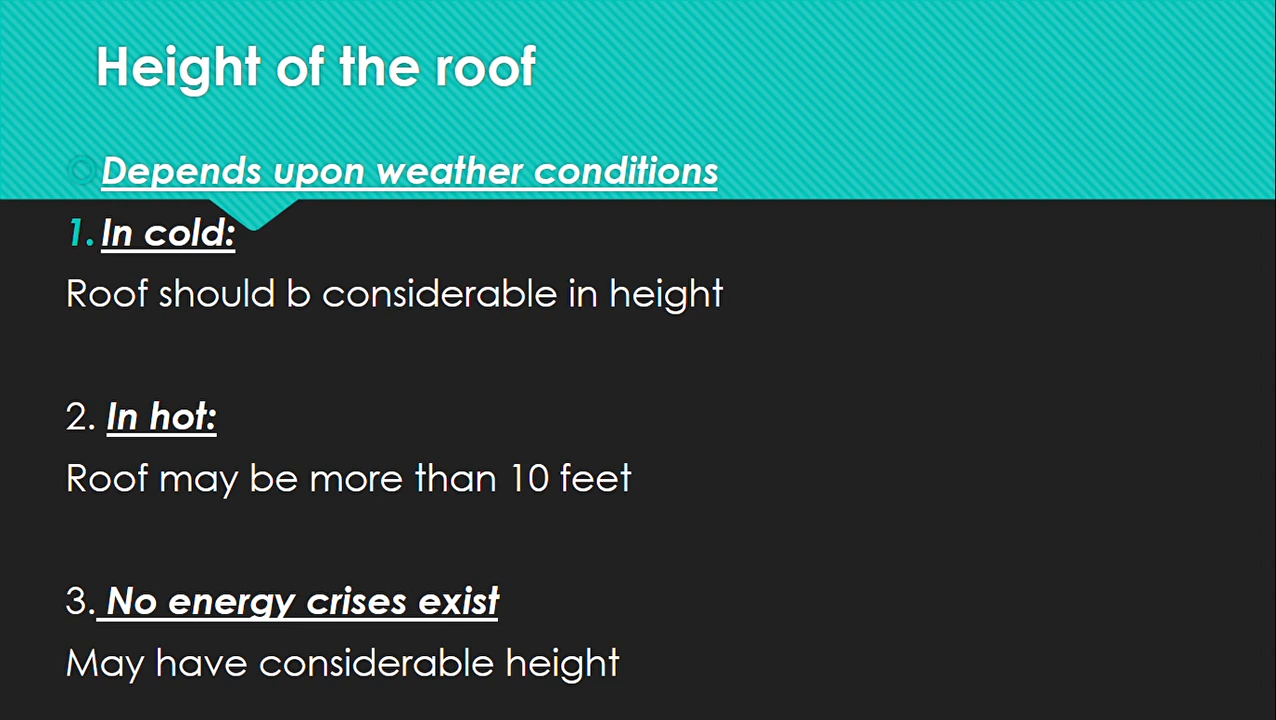 Height of the roof
Depends upon weather conditions
1. In cold:
Roof should b considerable in height
2. In hot:
Roof may be more than 10 feet
3. No energy crises exist
May have considerable height